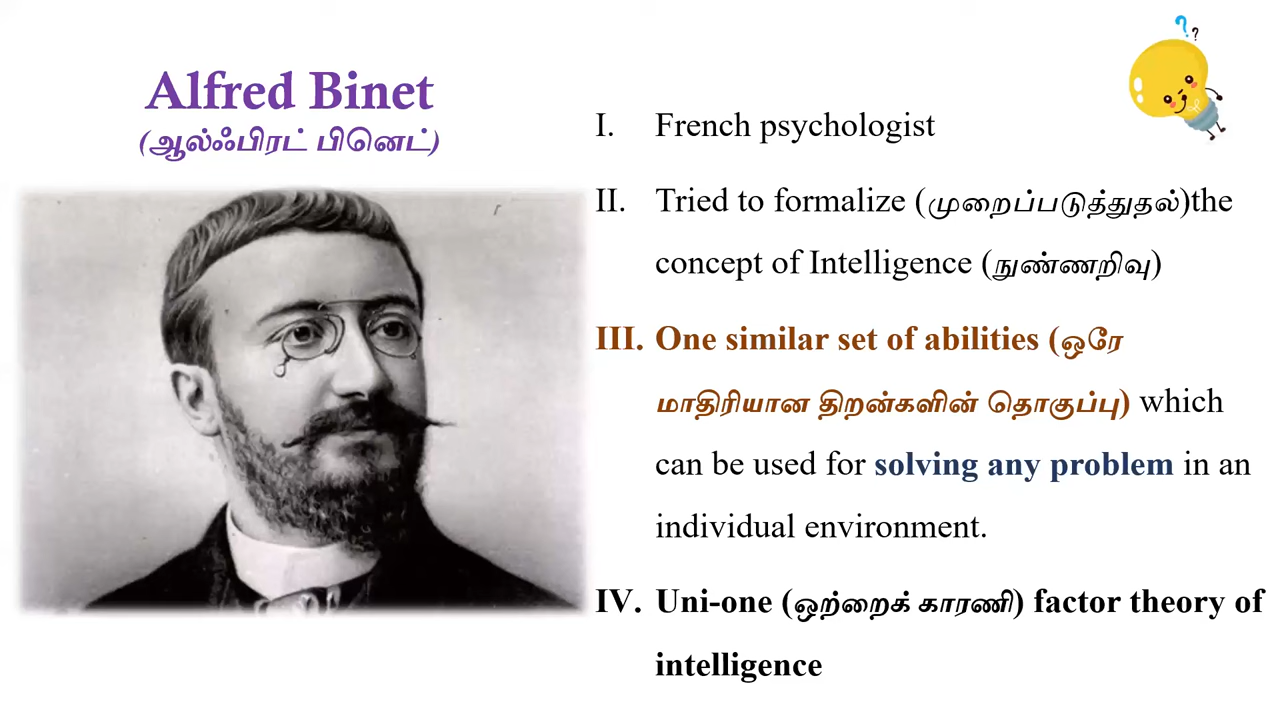 Alfred Binet
(ஆல்ஃபிரட் பினெட்)
I. French psychologist
II. Tried to formalize (முறைப்படுத்துதல்)the
concept of Intelligence (நுண்ணறிவு)
III. One similar set of abilities (ஒரே
மாதிரியான திறன்களின் தொகுப்பு) which
can be used for solving any problem in an
individual environment.
IV. Uni-one (ஒற்றைக் காரணி) factor theory of
intelligence